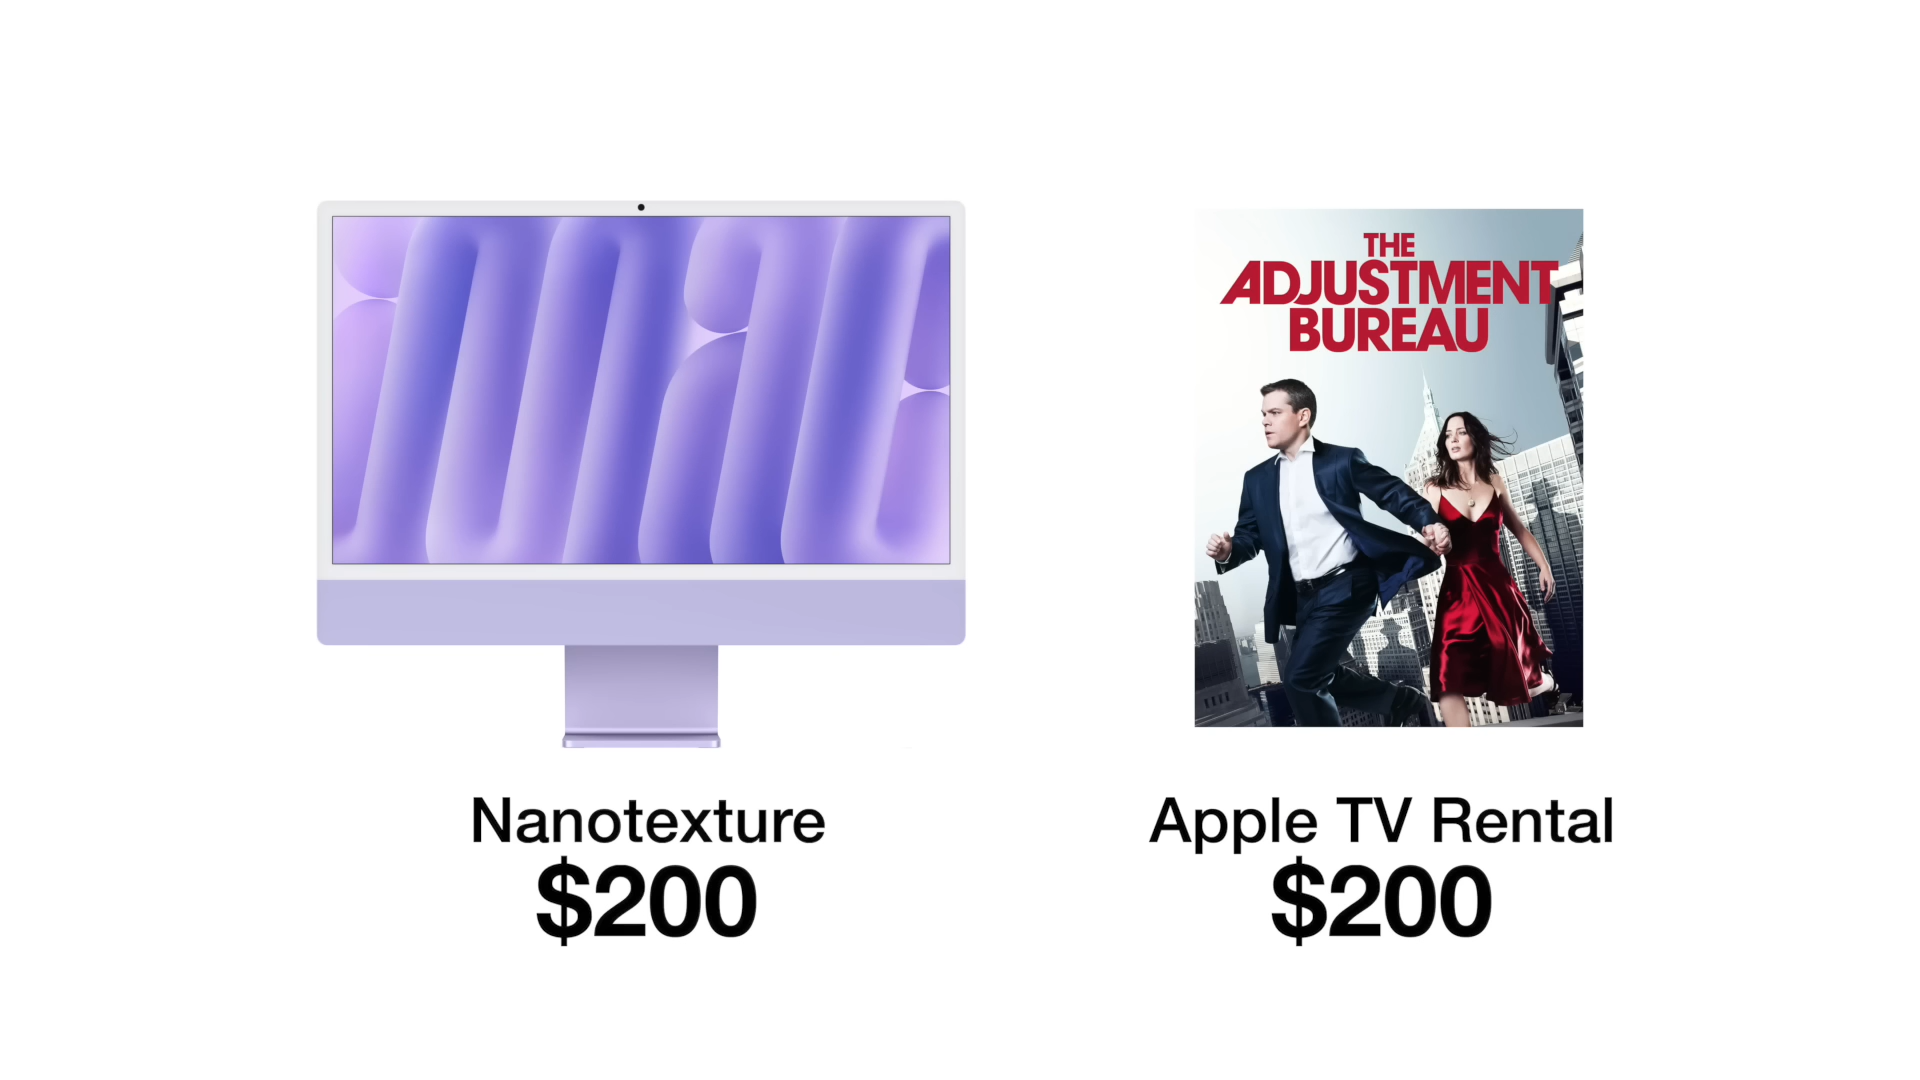 THE
ADJUSTMENT
BUREAU
Nanotexture
$200
Apple TV Rental
$200